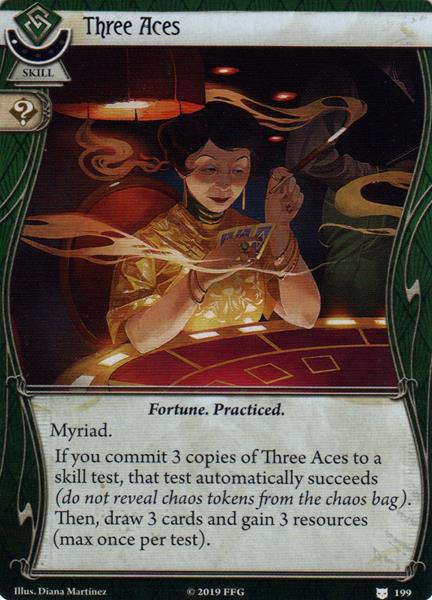 Three Aces
SKILL
?
Fortune. Practiced.
Myriad.
If you commit 3 copies of Three Aces to a
skill test, that test automatically succeeds
(do not reveal chaos tokens from the chaos bag).
Then, draw 3 cards and gain 3 resources
(max once per test).
Illus. Diana Martínez © 2019 FFG 199